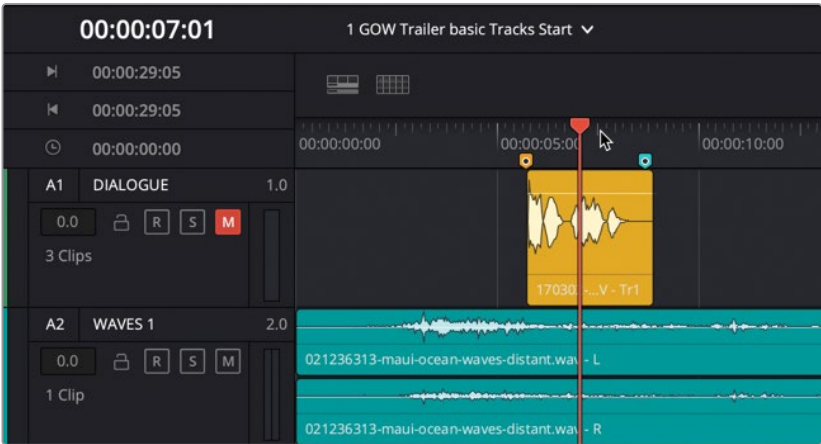 00:00:07:01
1 GOW Trailer basic Tracks Start
00:00:29:05
00:00:29:05
00:00:00:00
00:00:00:00
00:00:05:00
00:00:10:00
A1 DIALOGUE 1.0
0.0 R S M
3 Clips
V - Tr1
A2 WAVES 1 2.0
0.0 R S M
1 Clip
021236313-maui-ocean-waves-distant.wav - L
021236313-maui-ocean-waves-distant.wav - R